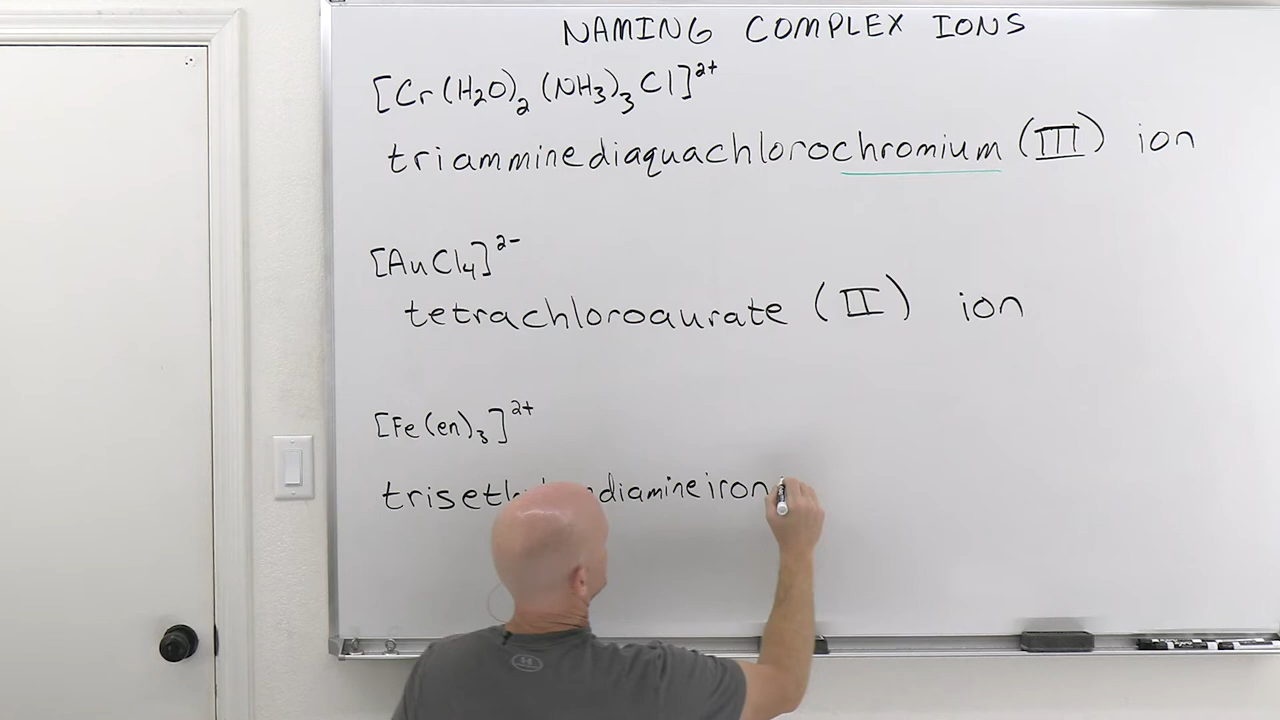 NAMING COMPLEX IONS
[Cr(H2O)₂(NH3)₃Cl]²⁺
triamminediaquachlorochromium (III) ion
[AuCl₄]²⁻
tetrachloroaurate (II) ion
[Fe(en)₃]²⁺